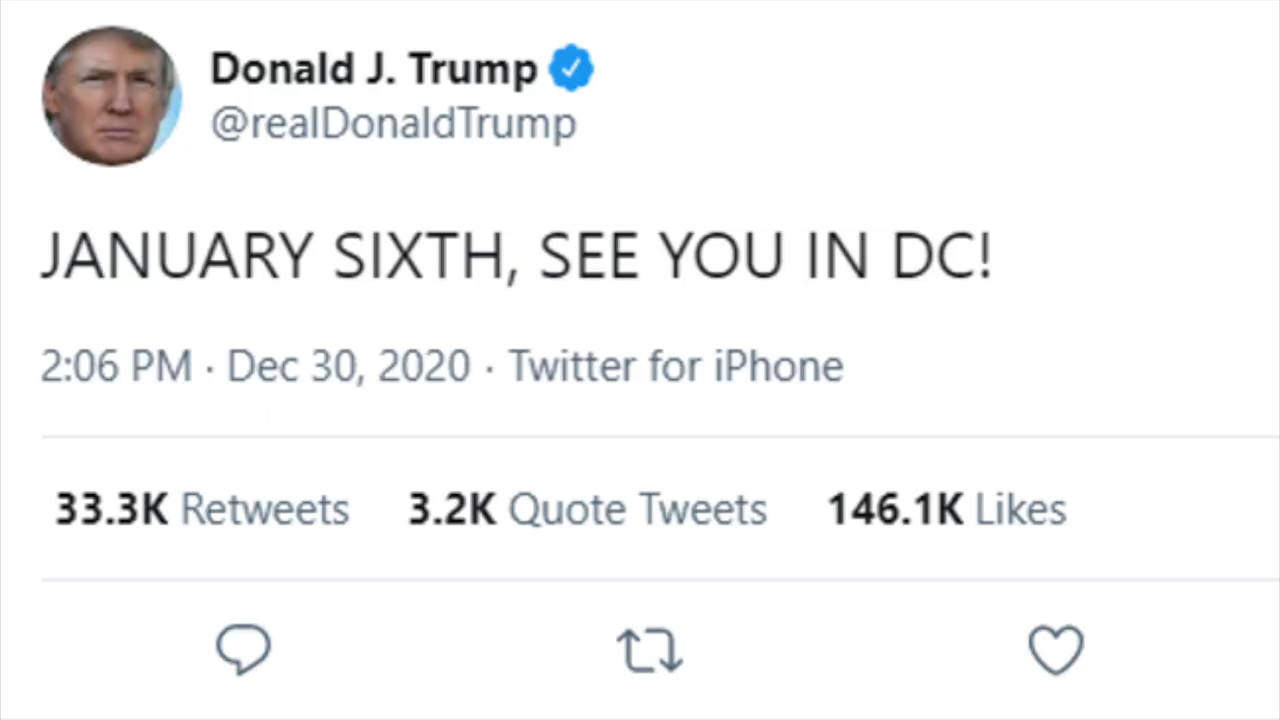 Donald J. Trump
@realDonaldTrump
JANUARY SIXTH, SEE YOU IN DC!
2:06 PM · Dec 30, 2020 · Twitter for iPhone
33.3K Retweets 3.2K Quote Tweets 146.1K Likes